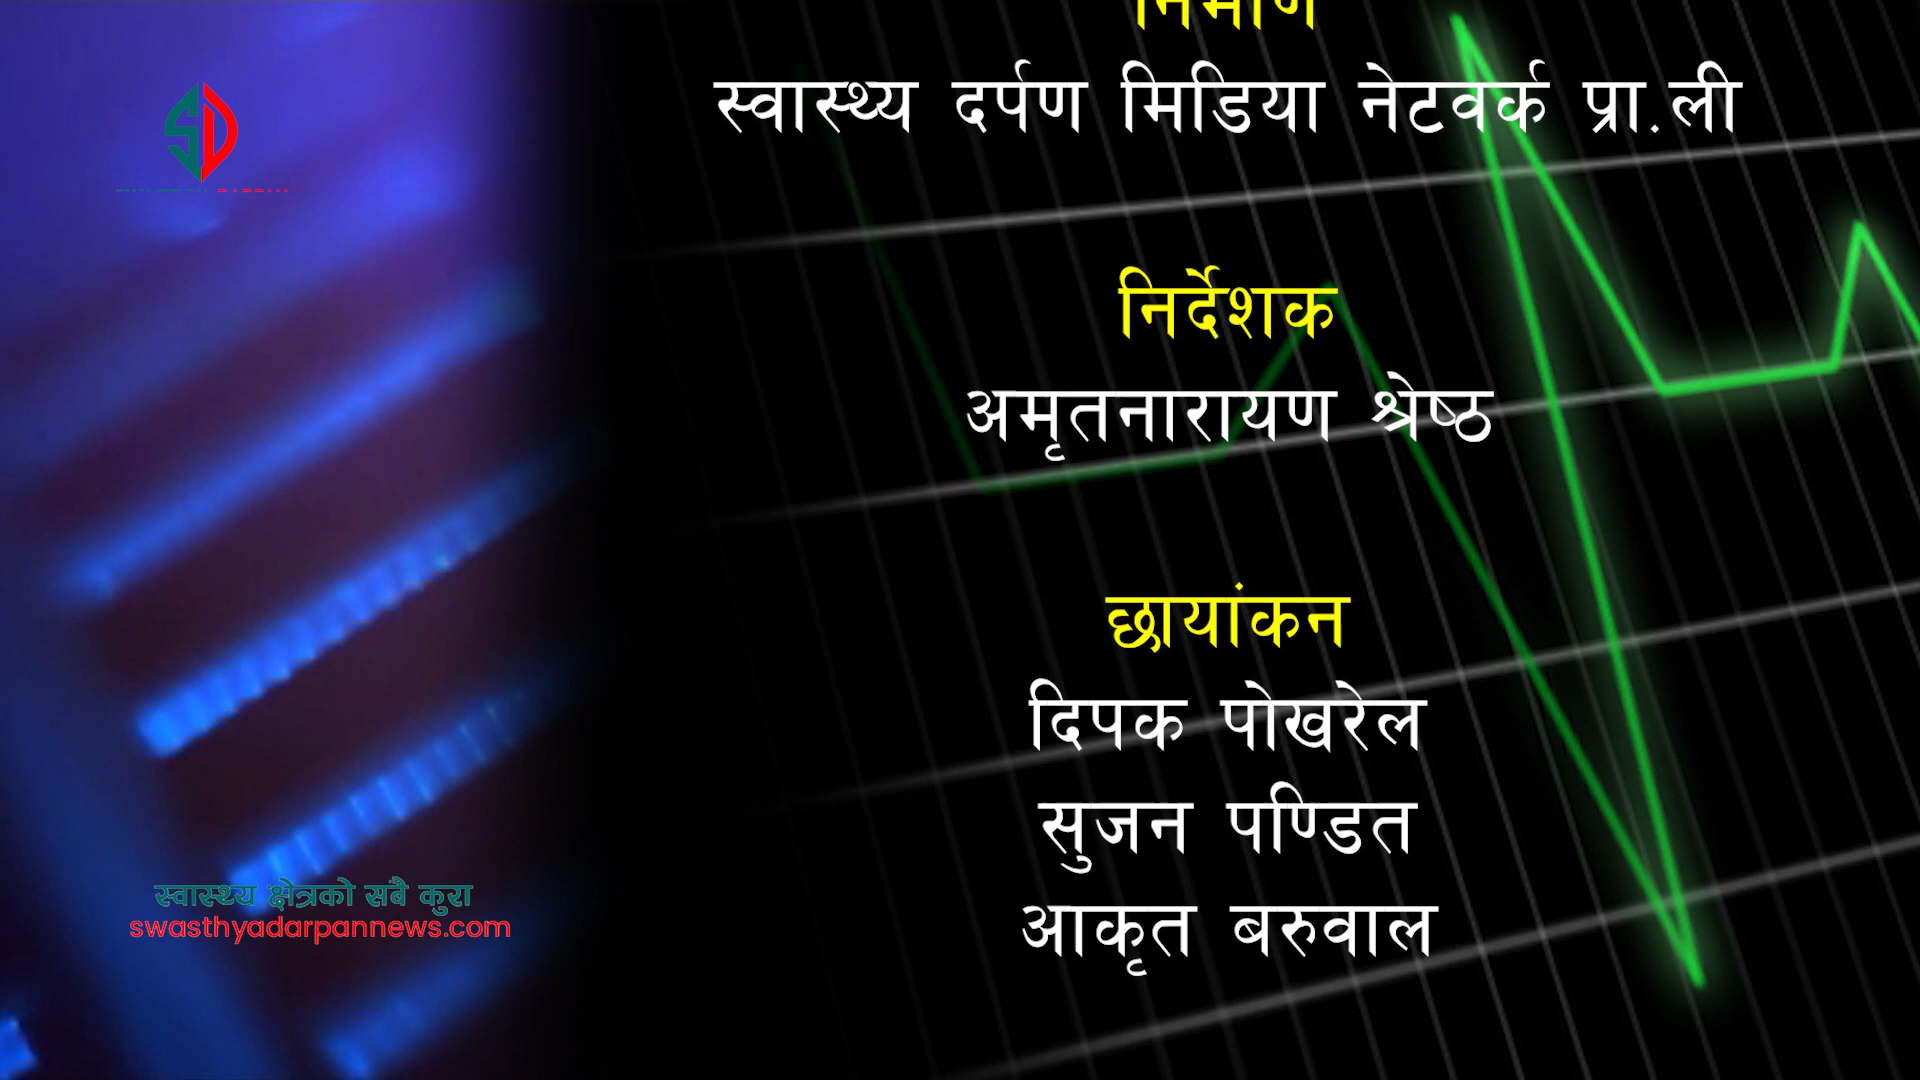 निर्माण
स्वास्थ्य दर्पण मिडिया नेटवर्क प्रा.ली
निर्देशक
अमृतनारायण श्रेष्ठ
छायांकन
दिपक पोखरेल
सुजन पण्डित
आकृत बरुवाल
स्वास्थ्य क्षेत्रको सबै कुरा
swasthyadarpannews.com